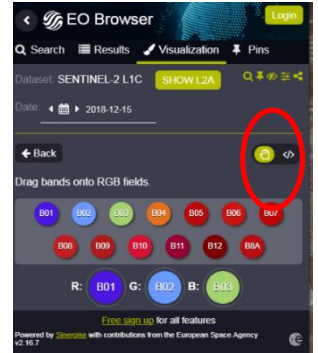 EO Browser
Login
Search Results Visualization Pins
Dataset: SENTINEL-2 L1C SHOW L2A
Date: 2018-12-15
Back </>
Drag bands onto RGB fields.
B01 B02 B03 B04 B05 B06 B07
B08 B09 B10 B11 B12 B8A
R: B01 G: B02 B: B03
Free sign up for all features
Powered by Sinergise with contributions from the European Space Agency
v2.16.7